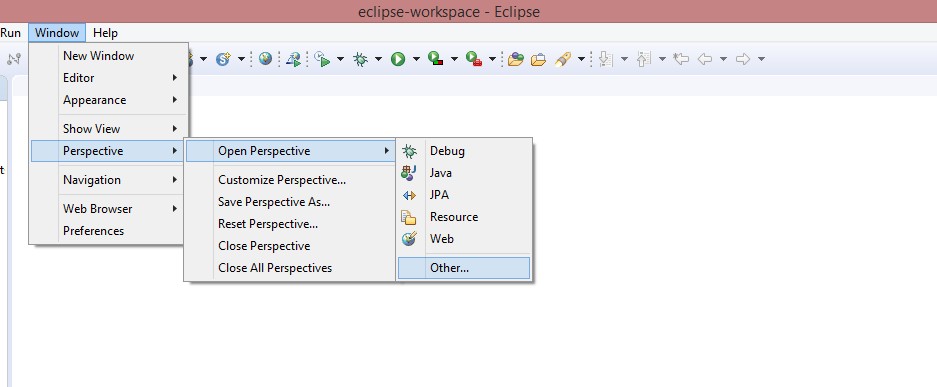 eclipse-workspace - Eclipse
Run Window Help
New Window
Editor
Appearance
Show View
Perspective
Navigation
Web Browser
Preferences
Open Perspective
Customize Perspective...
Save Perspective As...
Reset Perspective...
Close Perspective
Close All Perspectives
Debug
Java
JPA
Resource
Web
Other...
t